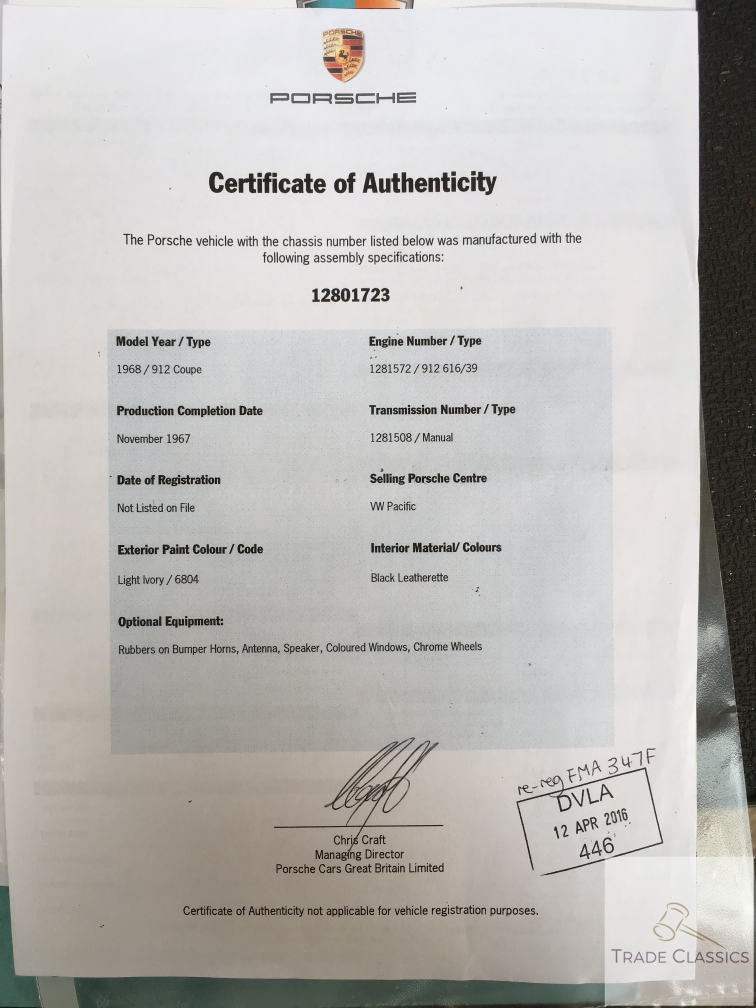 PORSCHE
PORSCHE
Certificate of Authenticity
The Porsche vehicle with the chassis number listed below was manufactured with the
following assembly specifications:
12801723
Model Year / Type
1968 / 912 Coupe
Engine Number / Type
1281572 / 912 616/39
Production Completion Date
November 1967
Transmission Number / Type
1281508 / Manual
Date of Registration
Not Listed on File
Selling Porsche Centre
VW Pacific
Exterior Paint Colour / Code
Light Ivory / 6804
Interior Material/ Colours
Black Leatherette
Optional Equipment:
Rubbers on Bumper Horns, Antenna, Speaker, Coloured Windows, Chrome Wheels
Chris Craft
Managing Director
Porsche Cars Great Britain Limited
re-reg FMA 347F
DVLA
12 APR 2016
446
Certificate of Authenticity not applicable for vehicle registration purposes.
TRADE CLASSICS